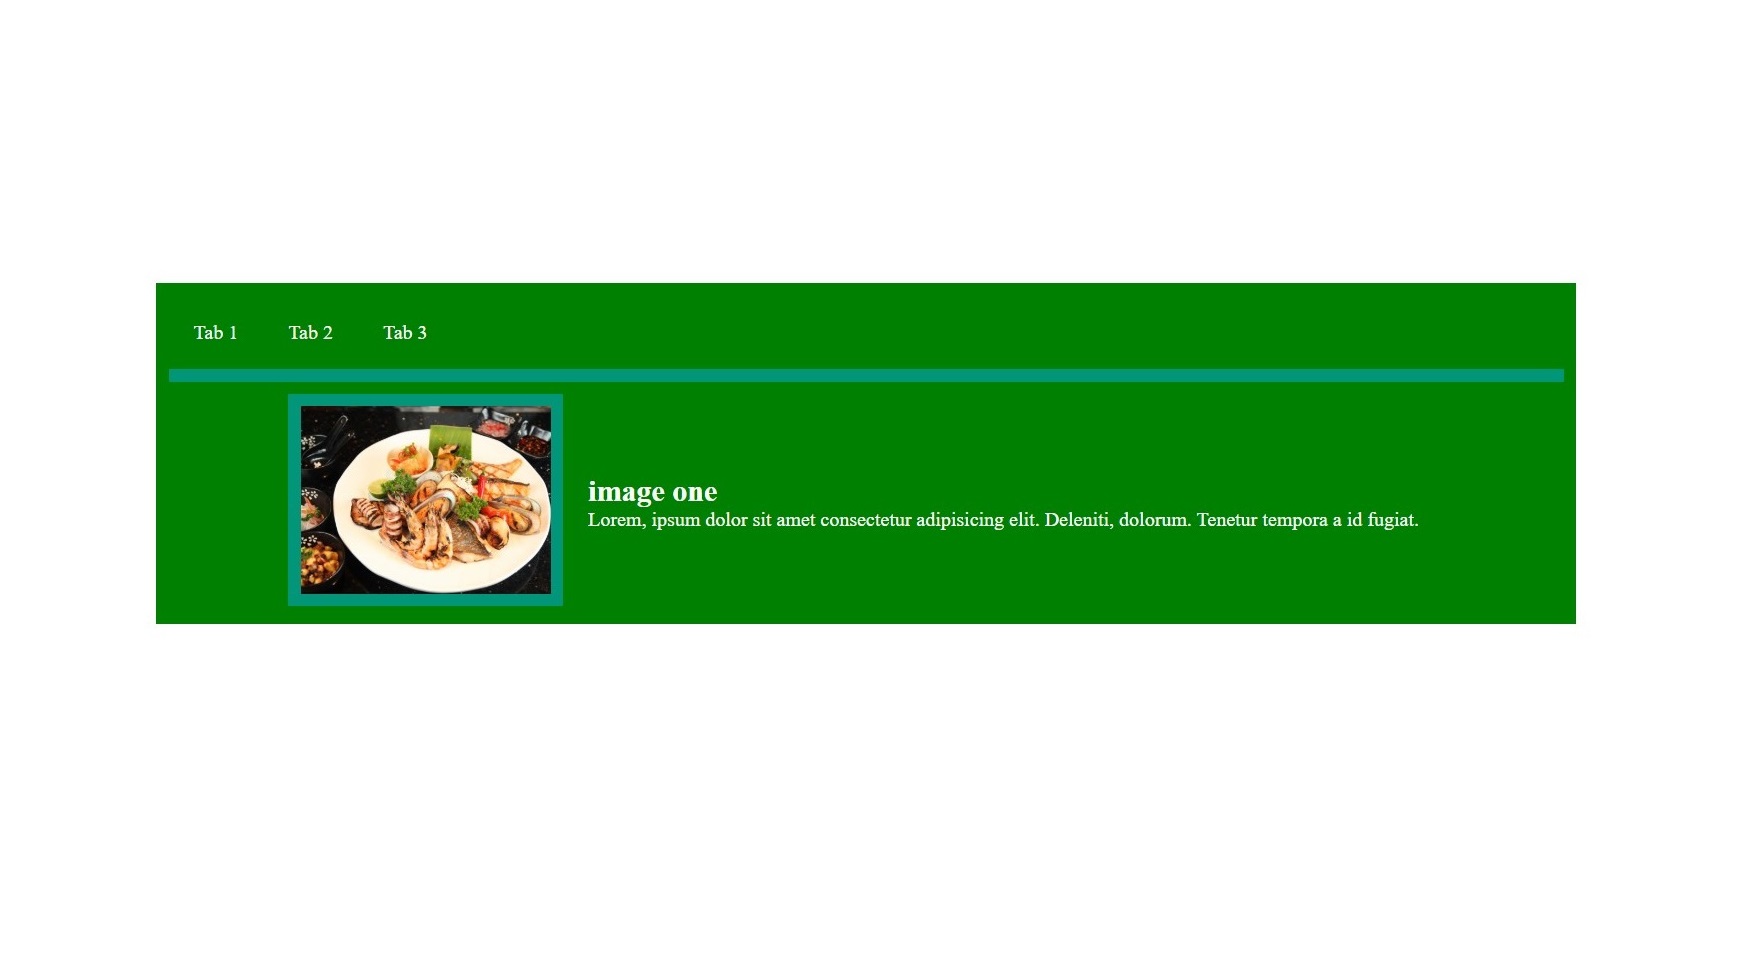 Tab 1 Tab 2 Tab 3
image one
Lorem, ipsum dolor sit amet consectetur adipisicing elit. Deleniti, dolorum. Tenetur tempora a id fugiat.